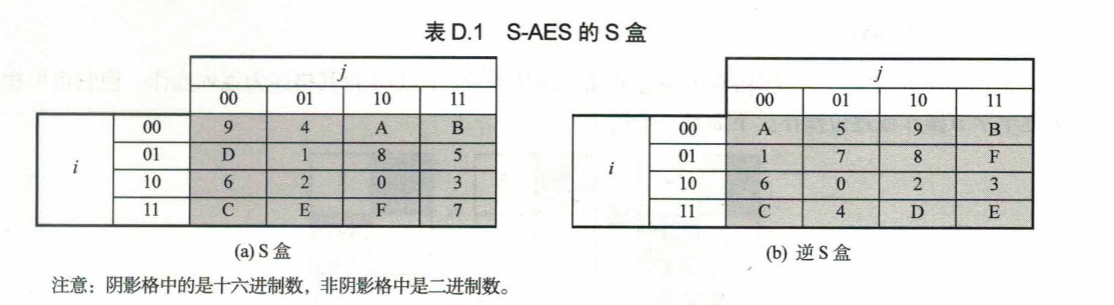 表 D.1 S-AES 的 S 盒
j
00 01 10 11
i
00 9 4 A B
01 D 1 8 5
10 6 2 0 3
11 C E F 7
(a) S 盒
j
00 01 10 11
i
00 A 5 9 B
01 1 7 8 F
10 6 0 2 3
11 C 4 D E
(b) 逆 S 盒
注意：阴影格中的是十六进制数，非阴影格中是二进制数。